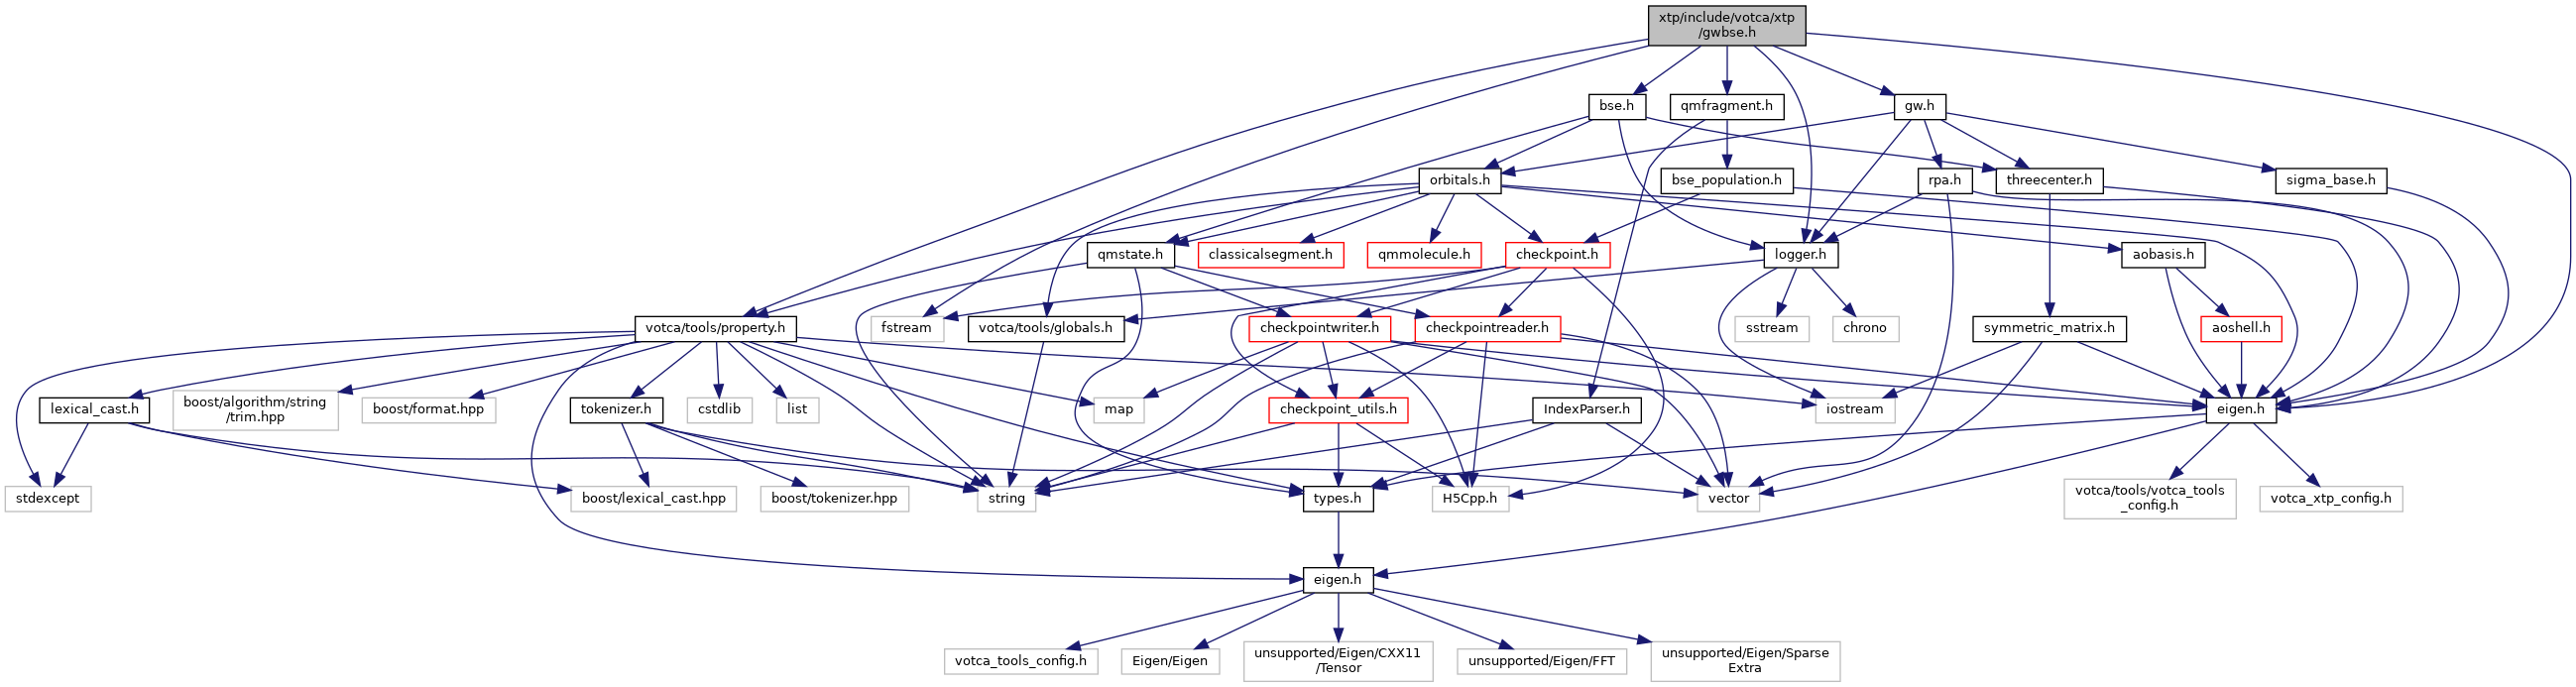 xtp/include/votca/xtp
/gwbse.h
bse.h
qmfragment.h
gw.h
orbitals.h
bse_population.h
rpa.h
threecenter.h
sigma_base.h
qmstate.h
classicalsegment.h
qmmolecule.h
checkpoint.h
logger.h
aobasis.h
votca/tools/property.h
fstream
votca/tools/globals.h
checkpointwriter.h
checkpointreader.h
sstream
chrono
symmetric_matrix.h
aoshell.h
lexical_cast.h
boost/algorithm/string
/trim.hpp
boost/format.hpp
tokenizer.h
cstdlib
list
map
checkpoint_utils.h
IndexParser.h
iostream
eigen.h
stdexcept
boost/lexical_cast.hpp
boost/tokenizer.hpp
string
types.h
H5Cpp.h
vector
votca/tools/votca_tools
_config.h
votca_xtp_config.h
eigen.h
votca_tools_config.h
Eigen/Eigen
unsupported/Eigen/CXX11
/Tensor
unsupported/Eigen/FFT
unsupported/Eigen/Sparse
Extra